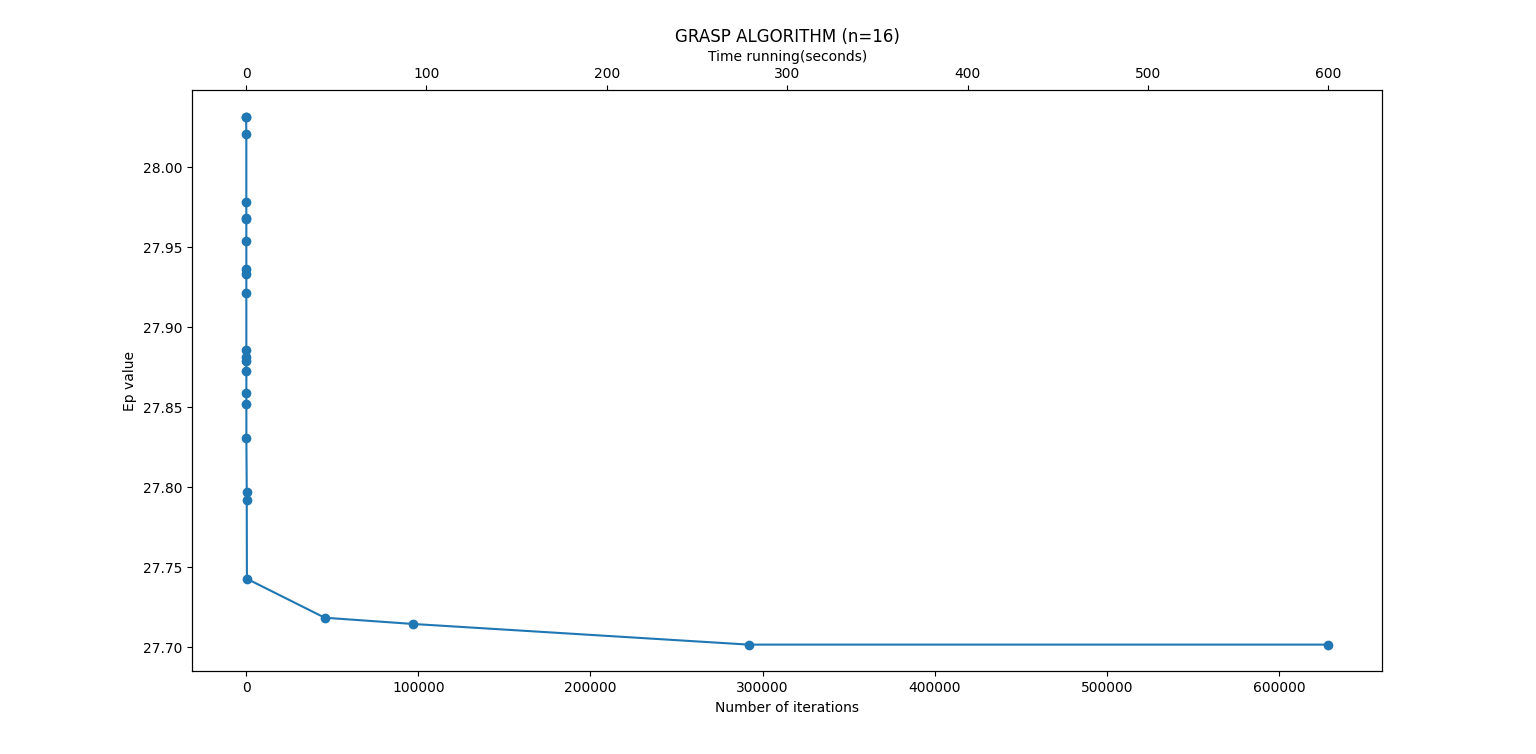 GRASP ALGORITHM (n=16)
Time running(seconds)
0 100 200 300 400 500 600
28.00
27.95
27.90
27.85
27.80
27.75
27.70
Ep value
0 100000 200000 300000 400000 500000 600000
Number of iterations